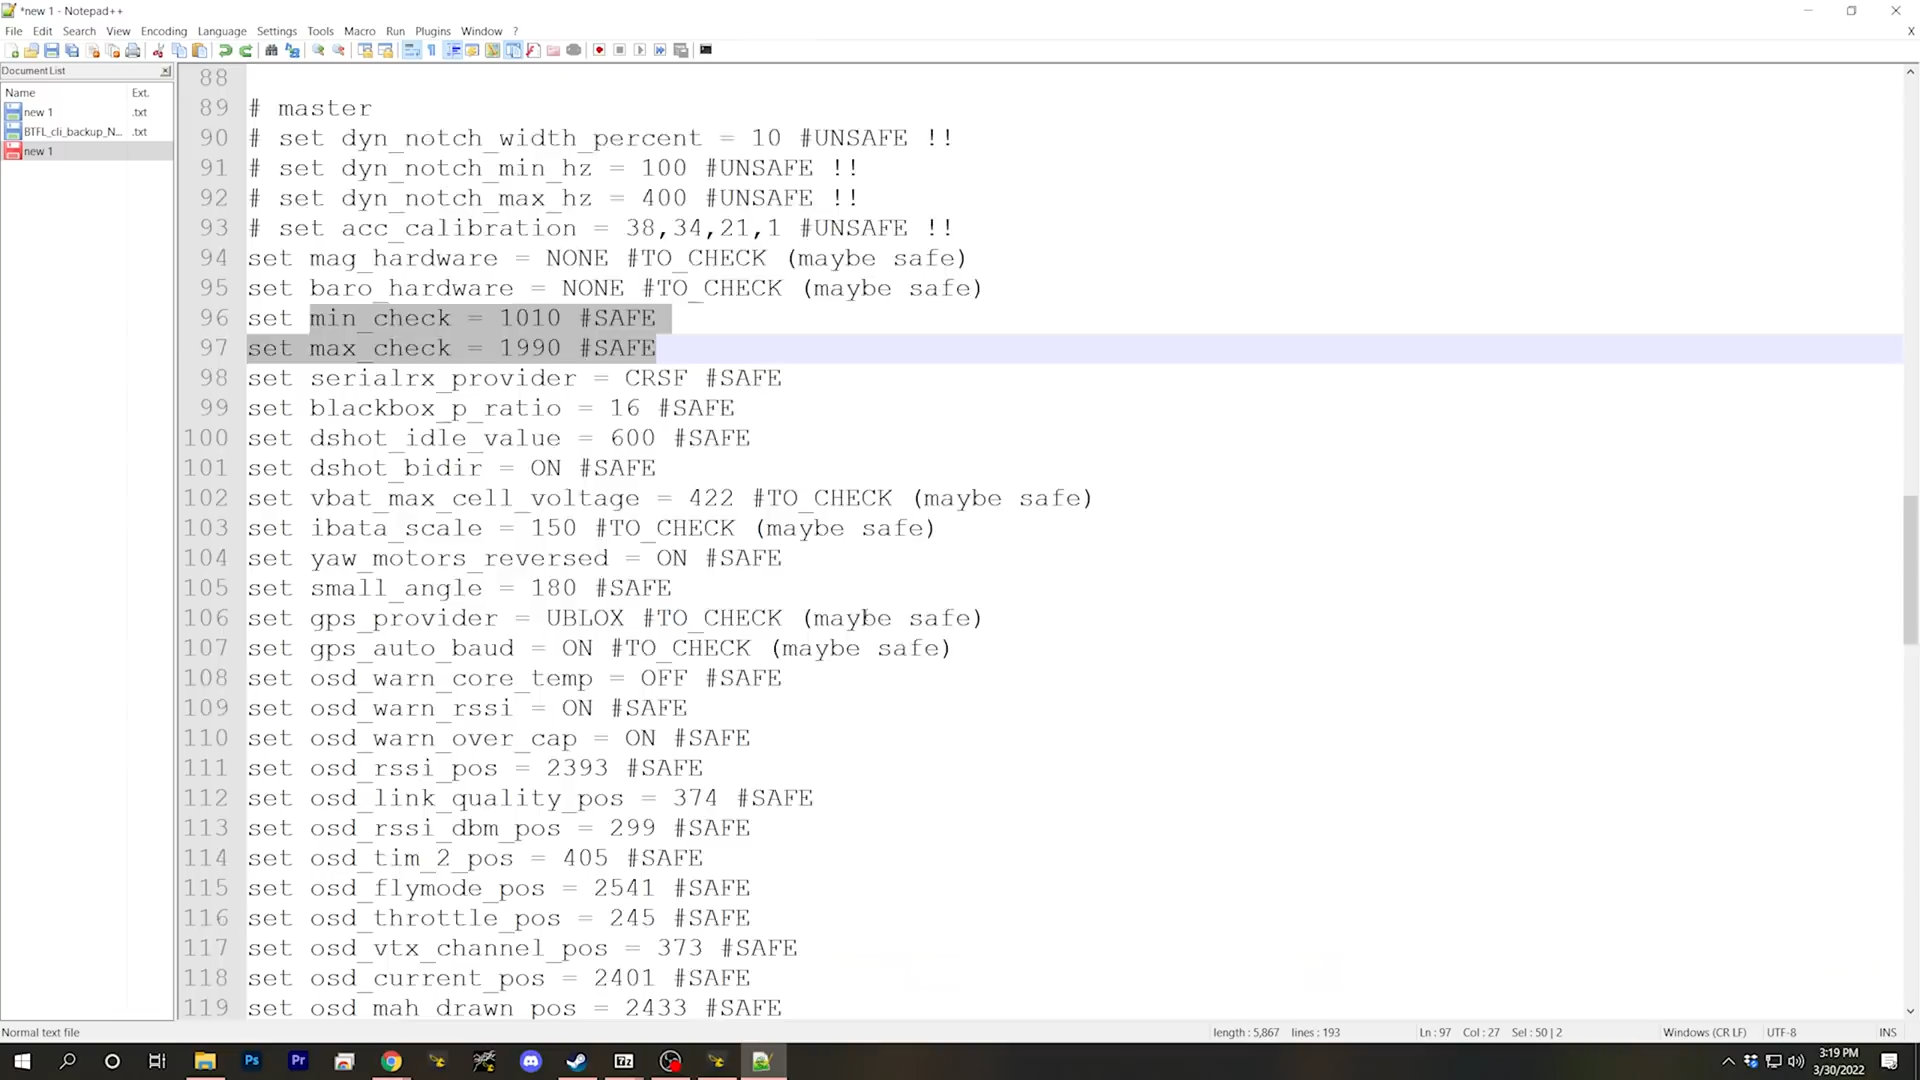 *new 1 - Notepad++
File Edit Search View Encoding Language Settings Tools Macro Run Plugins Window ? X
Document List
Name Ext.
new 1 .txt
BTFL_cli_backup_N... .txt
new 1
88
89 # master
90 # set dyn_notch_width_percent = 10 #UNSAFE !!
91 # set dyn_notch_min_hz = 100 #UNSAFE !!
92 # set dyn_notch_max_hz = 400 #UNSAFE !!
93 # set acc_calibration = 38,34,21,1 #UNSAFE !!
94 set mag_hardware = NONE #TO_CHECK (maybe safe)
95 set baro_hardware = NONE #TO_CHECK (maybe safe)
96 set min_check = 1010 #SAFE
97 set max_check = 1990 #SAFE
98 set serialrx_provider = CRSF #SAFE
99 set blackbox_p_ratio = 16 #SAFE
100 set dshot_idle_value = 600 #SAFE
101 set dshot_bidir = ON #SAFE
102 set vbat_max_cell_voltage = 422 #TO_CHECK (maybe safe)
103 set ibata_scale = 150 #TO_CHECK (maybe safe)
104 set yaw_motors_reversed = ON #SAFE
105 set small_angle = 180 #SAFE
106 set gps_provider = UBLOX #TO_CHECK (maybe safe)
107 set gps_auto_baud = ON #TO_CHECK (maybe safe)
108 set osd_warn_core_temp = OFF #SAFE
109 set osd_warn_rssi = ON #SAFE
110 set osd_warn_over_cap = ON #SAFE
111 set osd_rssi_pos = 2393 #SAFE
112 set osd_link_quality_pos = 374 #SAFE
113 set osd_rssi_dbm_pos = 299 #SAFE
114 set osd_tim_2_pos = 405 #SAFE
115 set osd_flymode_pos = 2541 #SAFE
116 set osd_throttle_pos = 245 #SAFE
117 set osd_vtx_channel_pos = 373 #SAFE
118 set osd_current_pos = 2401 #SAFE
119 set osd_mah_drawn_pos = 2433 #SAFE
Normal text file length : 5,867 lines : 193 Ln : 97 Col : 27 Sel : 50 | 2 Windows (CR LF) UTF-8 INS
Ps Pr 7z 3:19 PM
3/30/2022